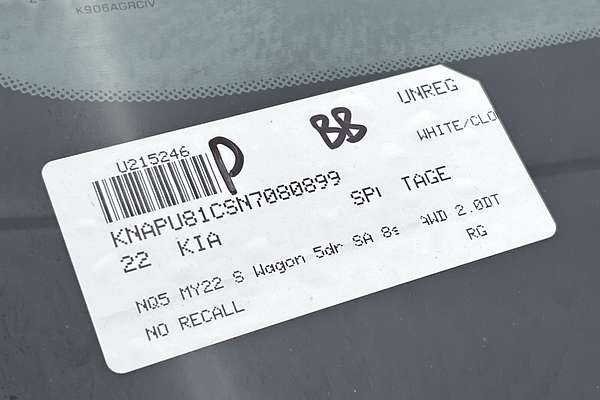 K906AGRCIV
UNREG
U215246 P BB WHITE/CLO
KNAPU81CSN7080899
22 KIA SPI TAGE
NQ5 MY22 S Wagon 5dr SA 8s AWD 2.0DT
NO RECALL RG